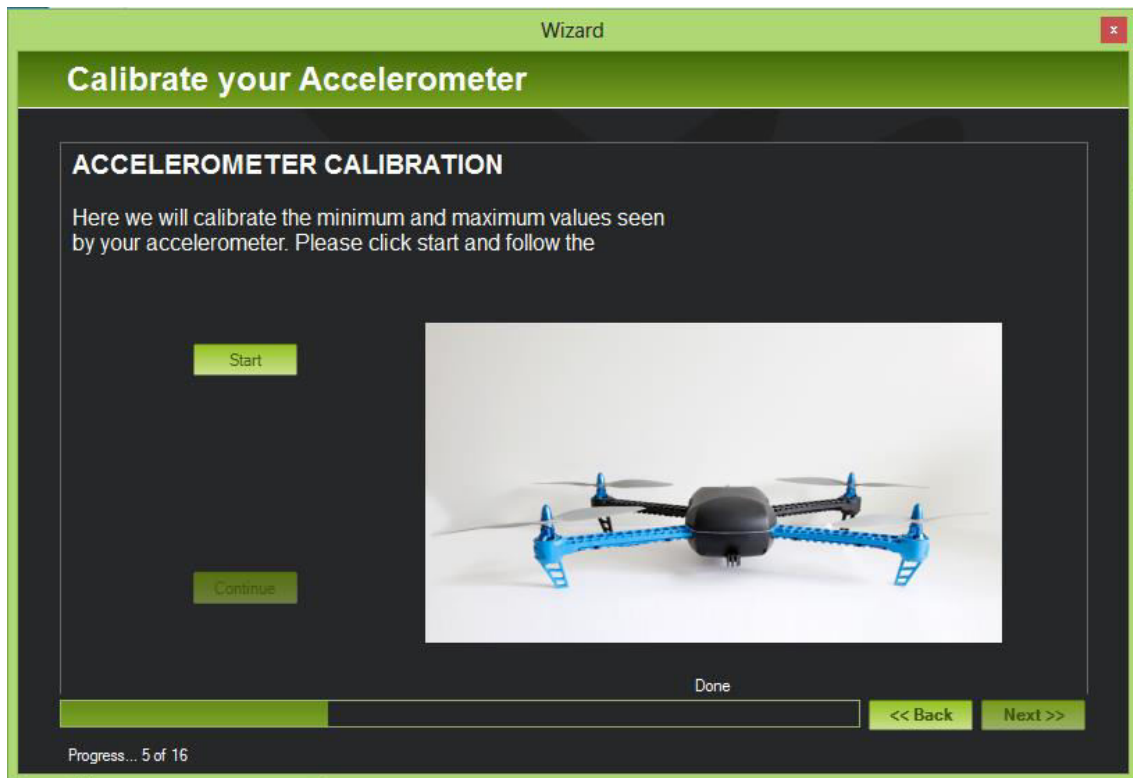 Wizard
x
Calibrate your Accelerometer
ACCELEROMETER CALIBRATION
Here we will calibrate the minimum and maximum values seen
by your accelerometer. Please click start and follow the
Start
Continue
Done
<< Back
Next >>
Progress... 5 of 16